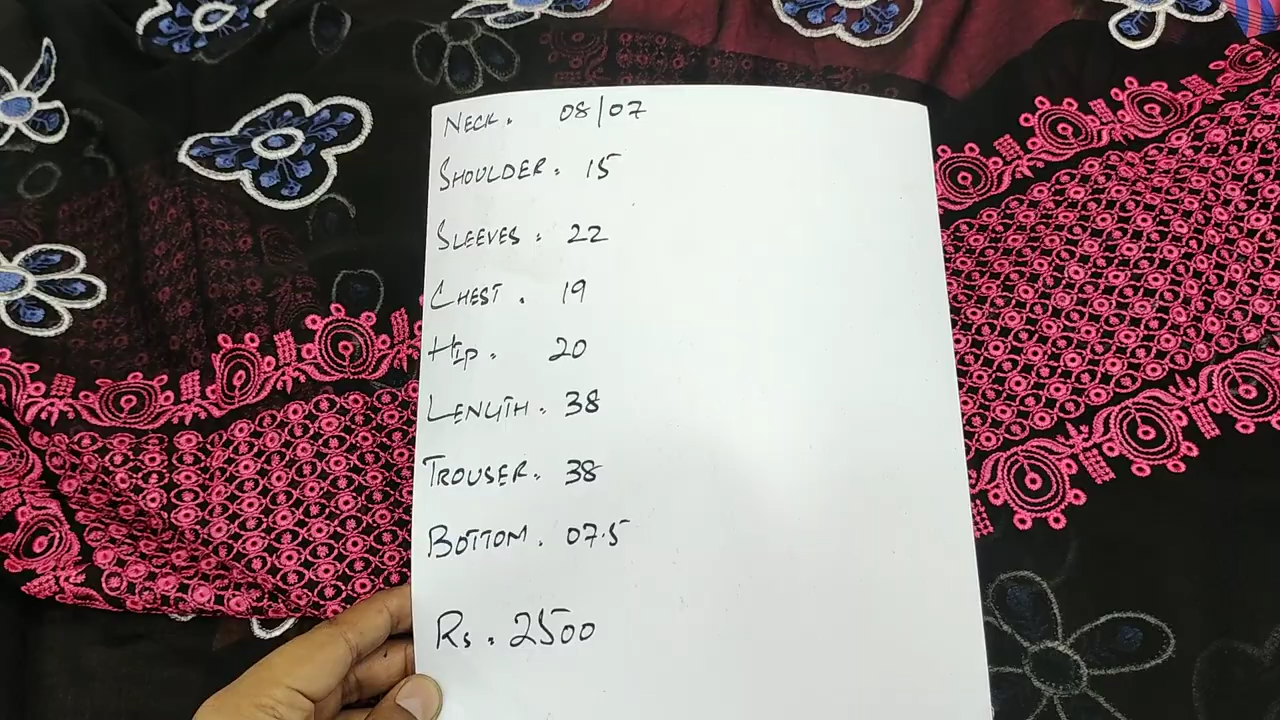 NECK. 08/07
SHOULDER. 15
SLEEVES. 22
CHEST. 19
HIP. 20
LENGTH. 38
TROUSER. 38
BOTTOM. 07.5
Rs. 2500